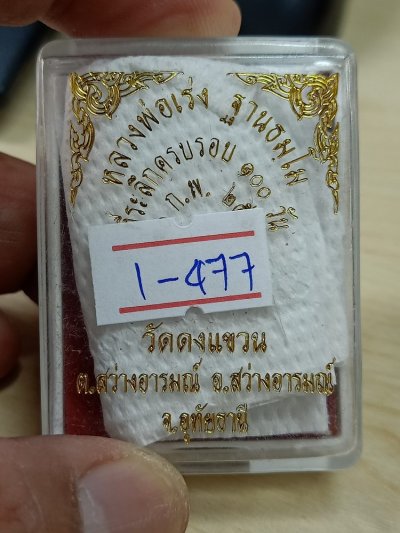 หลวงพ่อเร่ง ฐานธมฺโม
ระลึกครบรอบ ๑๐๐ วัน
ก.พ.
1-477
วัดดงแขวน
ต.สว่างอารมณ์ อ.สว่างอารมณ์
จ.อุทัยธานี